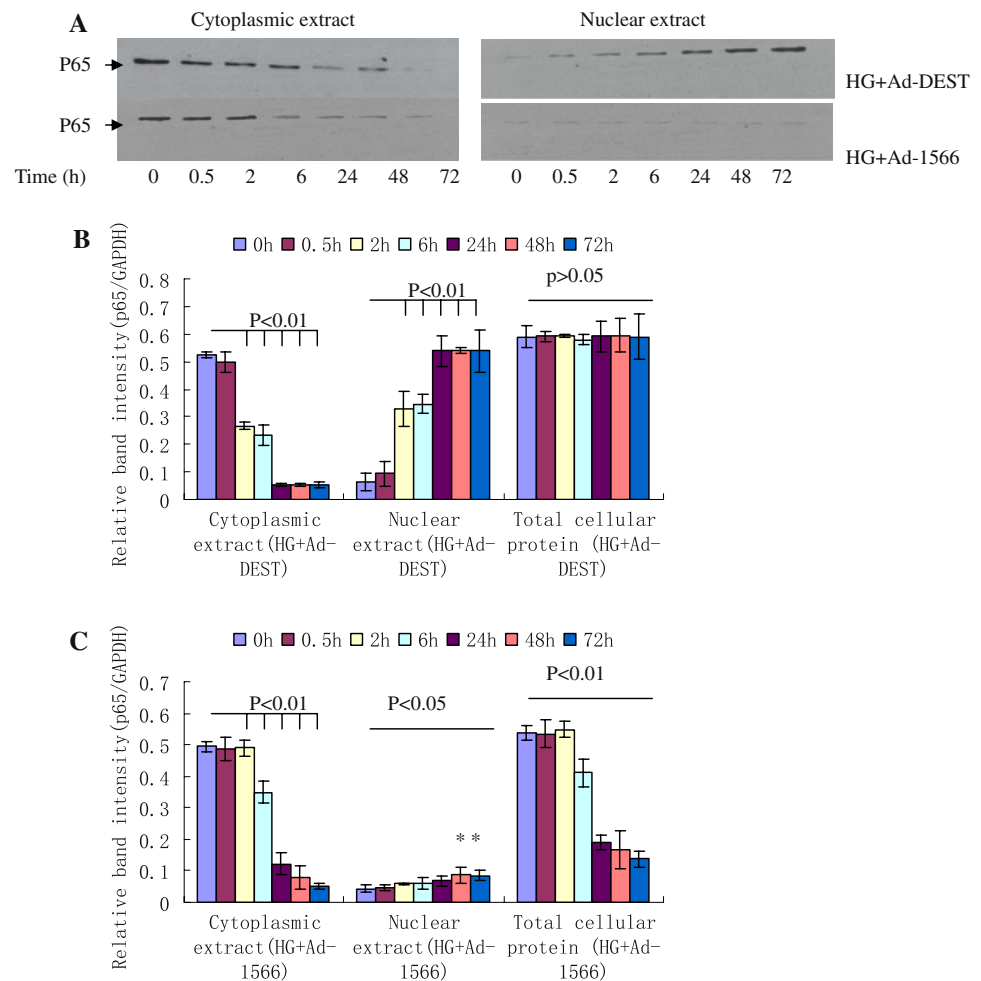 A
Cytoplasmic extract
Nuclear extract
P65
P65
HG+Ad-DEST
HG+Ad-1566
Time (h) 0 0.5 2 6 24 48 72
0 0.5 2 6 24 48 72
B
0h 0.5h 2h 6h 24h 48h 72h
Relative band intensity(p65/GAPDH)
0.8
0.7
0.6
0.5
0.4
0.3
0.2
0.1
0
P<0.01
P<0.01
p>0.05
Cytoplasmic
extract(HG+Ad-
DEST)
Nuclear
extract(HG+Ad-
DEST)
Total cellular
protein (HG+Ad-
DEST)
C
0h 0.5h 2h 6h 24h 48h 72h
Relative band intensity(p65/GAPDH)
0.7
0.6
0.5
0.4
0.3
0.2
0.1
0
P<0.01
P<0.05
P<0.01
* *
Cytoplasmic
extract(HG+Ad-
1566)
Nuclear
extract(HG+Ad-
1566)
Total cellular
protein (HG+Ad-
1566)